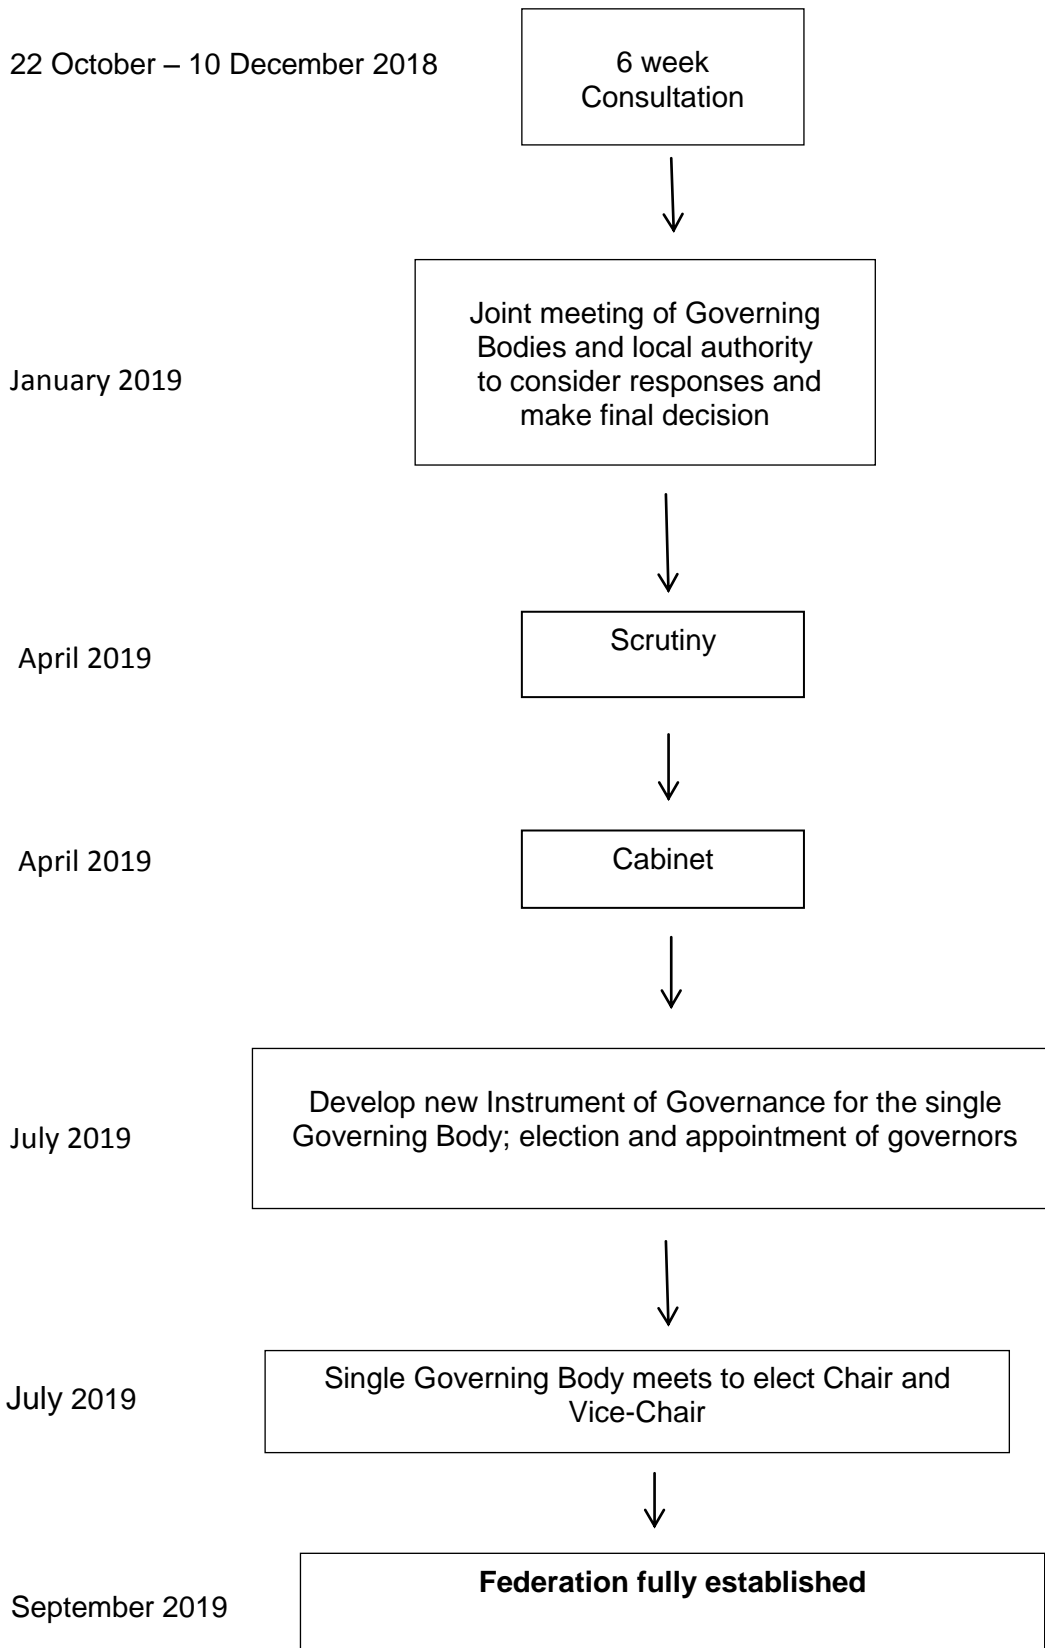 22 October – 10 December 2018
6 week
Consultation
January 2019
Joint meeting of Governing
Bodies and local authority
to consider responses and
make final decision
April 2019
Scrutiny
April 2019
Cabinet
July 2019
Develop new Instrument of Governance for the single
Governing Body; election and appointment of governors
July 2019
Single Governing Body meets to elect Chair and
Vice-Chair
September 2019
Federation fully established